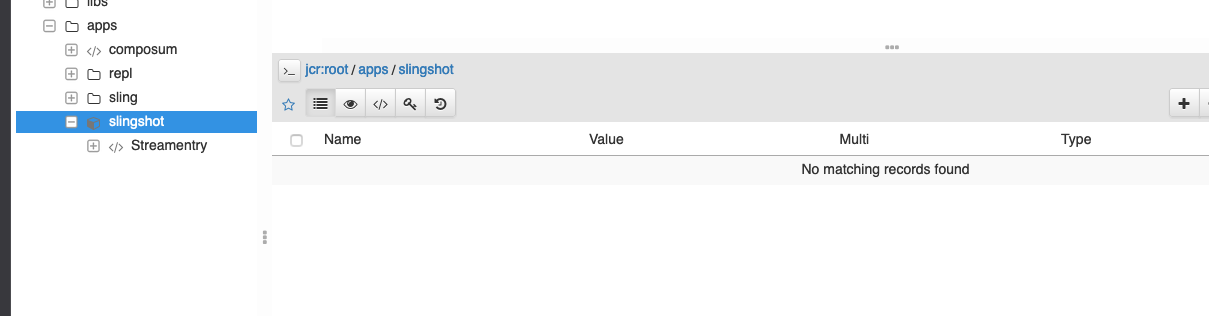 libs
apps
composum
repl
sling
slingshot
Streamentry
jcr:root / apps / slingshot
Name Value Multi Type
No matching records found